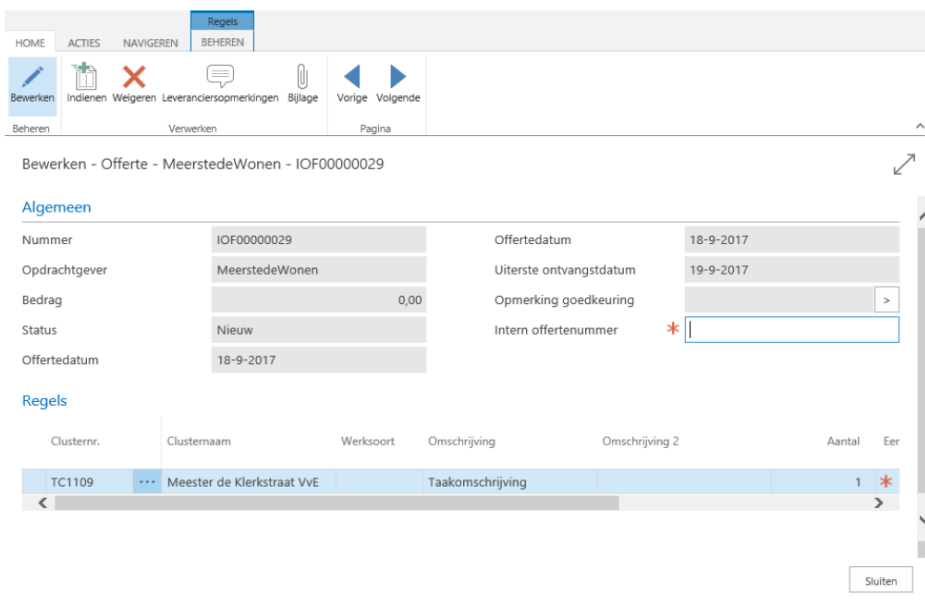 Regels
HOME ACTIES NAVIGEREN BEHEREN
Bewerken Indienen Weigeren Leveranciersopmerkingen Bijlage Vorige Volgende
Beheren Verwerken Pagina
Bewerken - Offerte - MeerstedeWonen - IOF00000029
Algemeen
Nummer IOF00000029 Offertedatum 18-9-2017
Opdrachtgever MeerstedeWonen Uiterste ontvangstdatum 19-9-2017
Bedrag 0,00 Opmerking goedkeuring >
Status Nieuw Intern offertenummer *
Offertedatum 18-9-2017
Regels
Clusternr. Clusternaam Werksoort Omschrijving Omschrijving 2 Aantal Eer
TC1109 ... Meester de Klerkstraat VvE Taakomschrijving 1 *
Sluiten